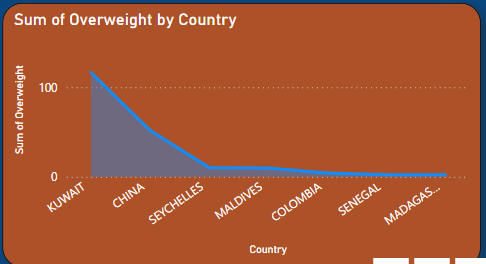 Sum of Overweight by Country
Sum of Overweight
100
0
KUWAIT
CHINA
SEYCHELLES
MALDIVES
COLOMBIA
SENEGAL
MADAGAS...
Country